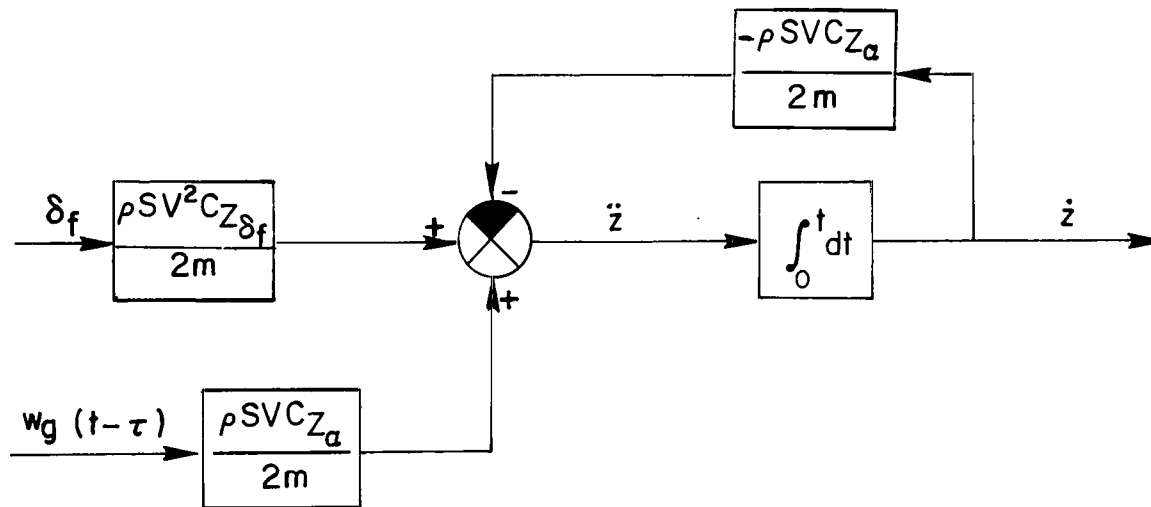 -ρSVC_{Z_α}
2m
δ_f
ρSV²C_{Z_{δ_f}}
2m
+
-
z̈
∫_0^t dt
ż
+
w_g (t-τ)
ρSVC_{Z_α}
2m